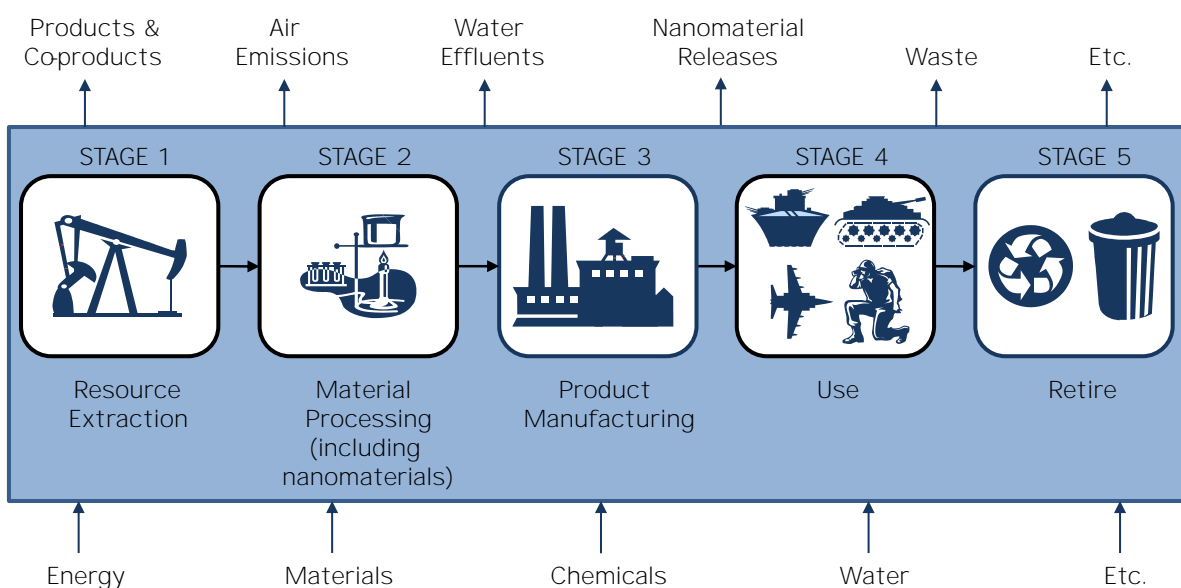 Products &
Co-products
Air
Emissions
Water
Effluents
Nanomaterial
Releases
Waste
Etc.
STAGE 1
STAGE 2
STAGE 3
STAGE 4
STAGE 5
Resource
Extraction
Material
Processing
(including
nanomaterials)
Product
Manufacturing
Use
Retire
Energy
Materials
Chemicals
Water
Etc.